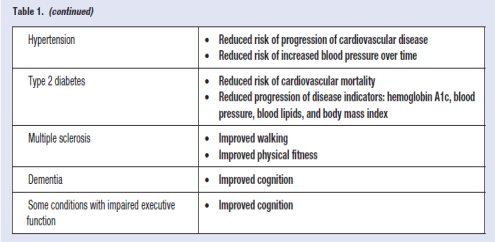 Table 1. (continued)
Hypertension
• Reduced risk of progression of cardiovascular disease
• Reduced risk of increased blood pressure over time
Type 2 diabetes
• Reduced risk of cardiovascular mortality
• Reduced progression of disease indicators: hemoglobin A1c, blood
pressure, blood lipids, and body mass index
Multiple sclerosis
• Improved walking
• Improved physical fitness
Dementia
• Improved cognition
Some conditions with impaired executive
function
• Improved cognition